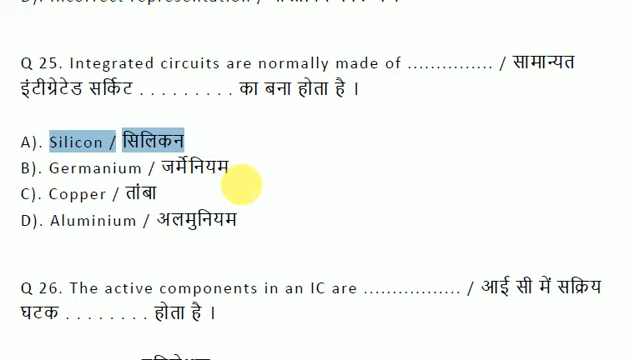 Q 25. Integrated circuits are normally made of ............... / सामान्यत
इंटीग्रेटेड सर्किट . . . . . . . . . का बना होता है ।
A). Silicon / सिलिकन
B). Germanium / जर्मेनियम
C). Copper / तांबा
D). Aluminium / अलमुनियम
Q 26. The active components in an IC are ................. / आई सी में सक्रिय
घटक . . . . . . . . होता है ।